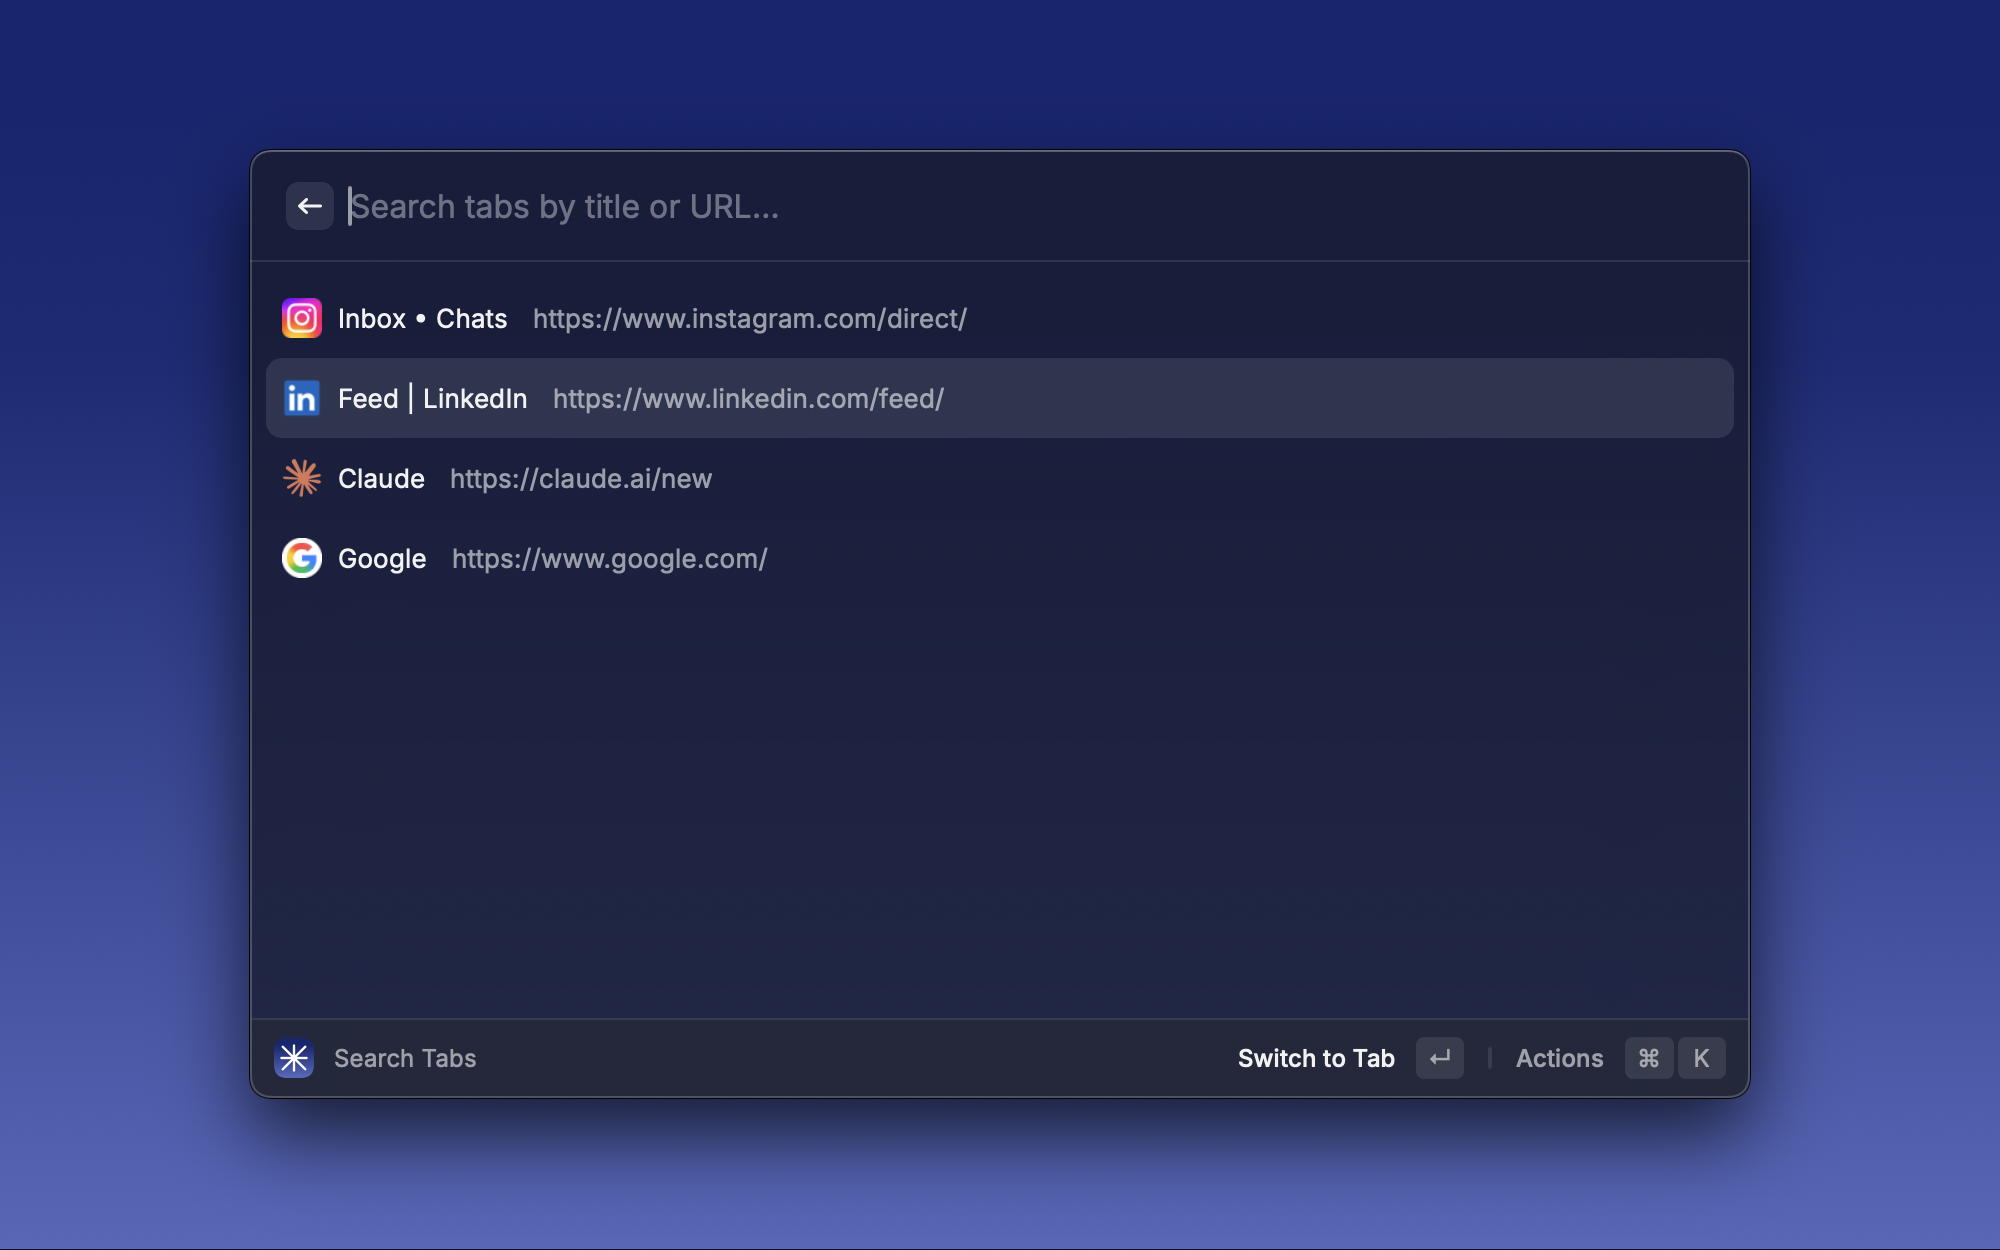 Search tabs by title or URL...
Inbox • Chats https://www.instagram.com/direct/
Feed | LinkedIn https://www.linkedin.com/feed/
Claude https://claude.ai/new
Google https://www.google.com/
Search Tabs Switch to Tab ↵ Actions ⌘ K